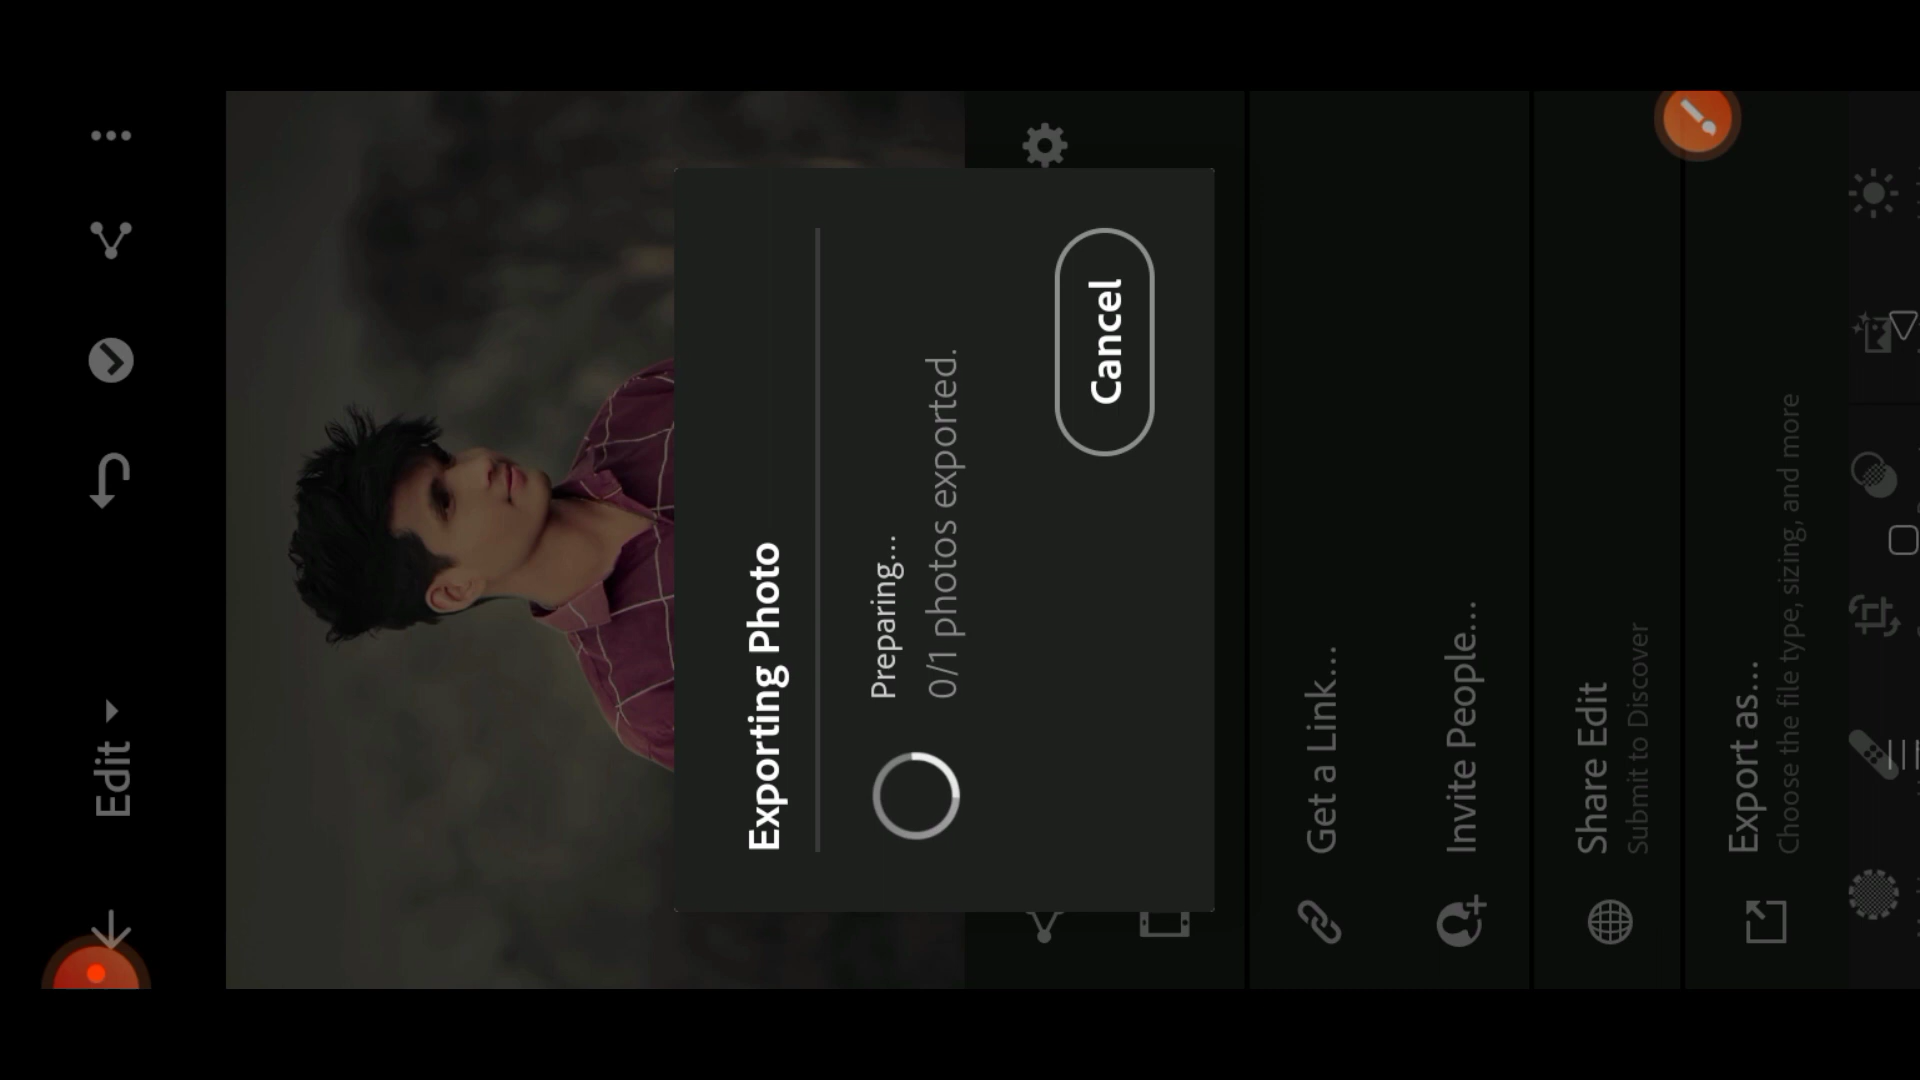 Edit
Exporting Photo
Preparing...
0/1 photos exported.
Cancel
Get a Link...
Invite People...
Share Edit
Submit to Discover
Export as...
Choose the file type, sizing, and more